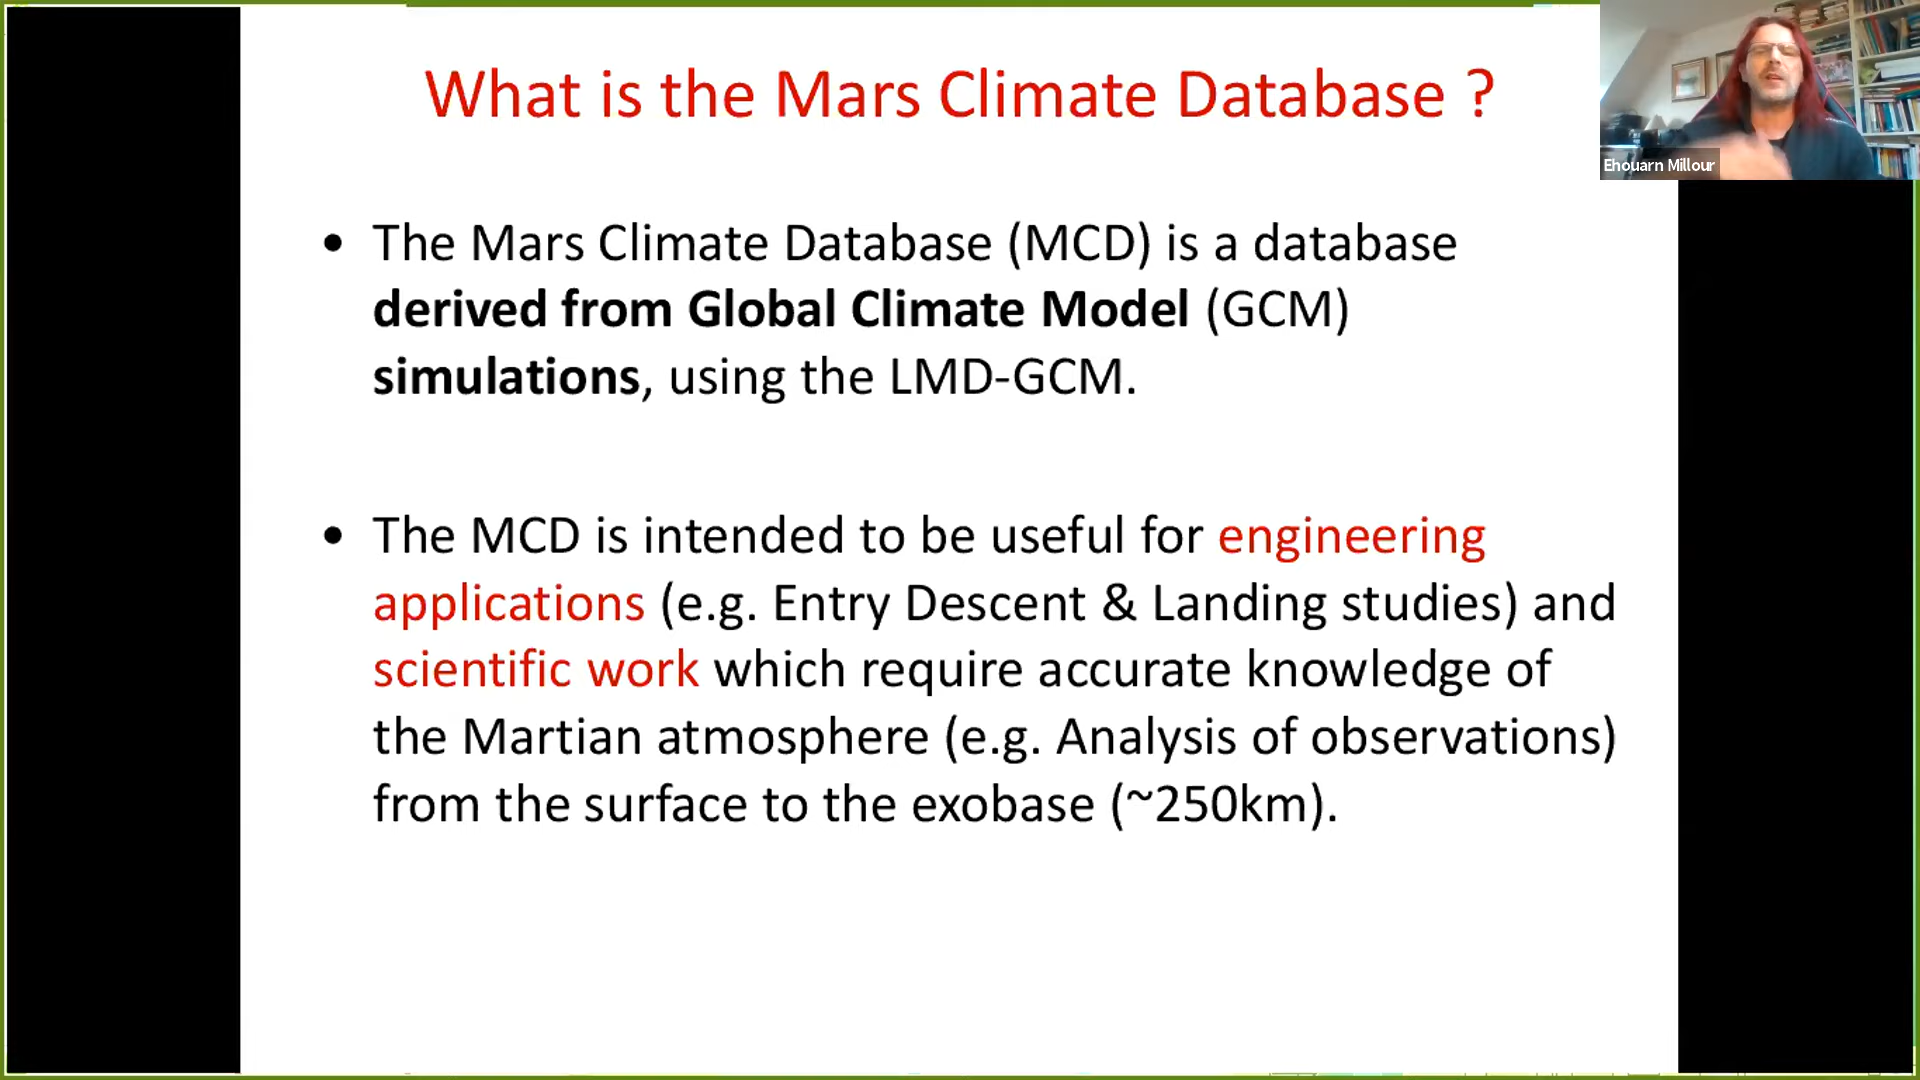 What is the Mars Climate Database ?
Ehouarn Millour
• The Mars Climate Database (MCD) is a database
derived from Global Climate Model (GCM)
simulations, using the LMD-GCM.
• The MCD is intended to be useful for engineering
applications (e.g. Entry Descent & Landing studies) and
scientific work which require accurate knowledge of
the Martian atmosphere (e.g. Analysis of observations)
from the surface to the exobase (~250km).